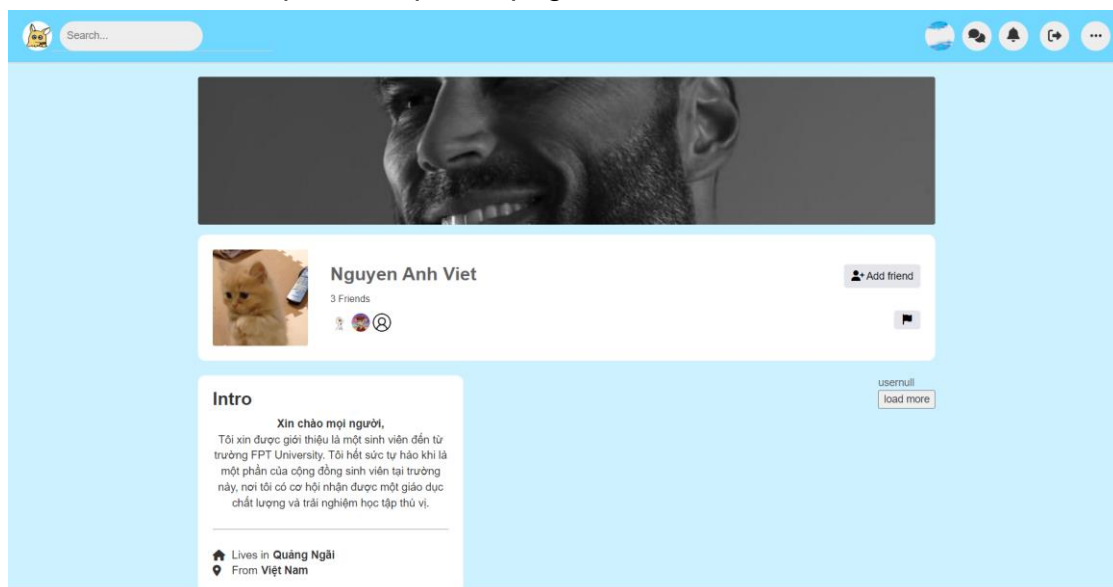 Search...
Nguyen Anh Viet
3 Friends
Add friend
Intro
Xin chào mọi người,
Tôi xin được giới thiệu là một sinh viên đến từ
trường FPT University. Tôi hết sức tự hào khi là
một phần của cộng đồng sinh viên tại trường
này, nơi tôi có cơ hội nhận được một giáo dục
chất lượng và trải nghiệm học tập thú vị.
Lives in Quảng Ngãi
From Việt Nam
usernull
load more